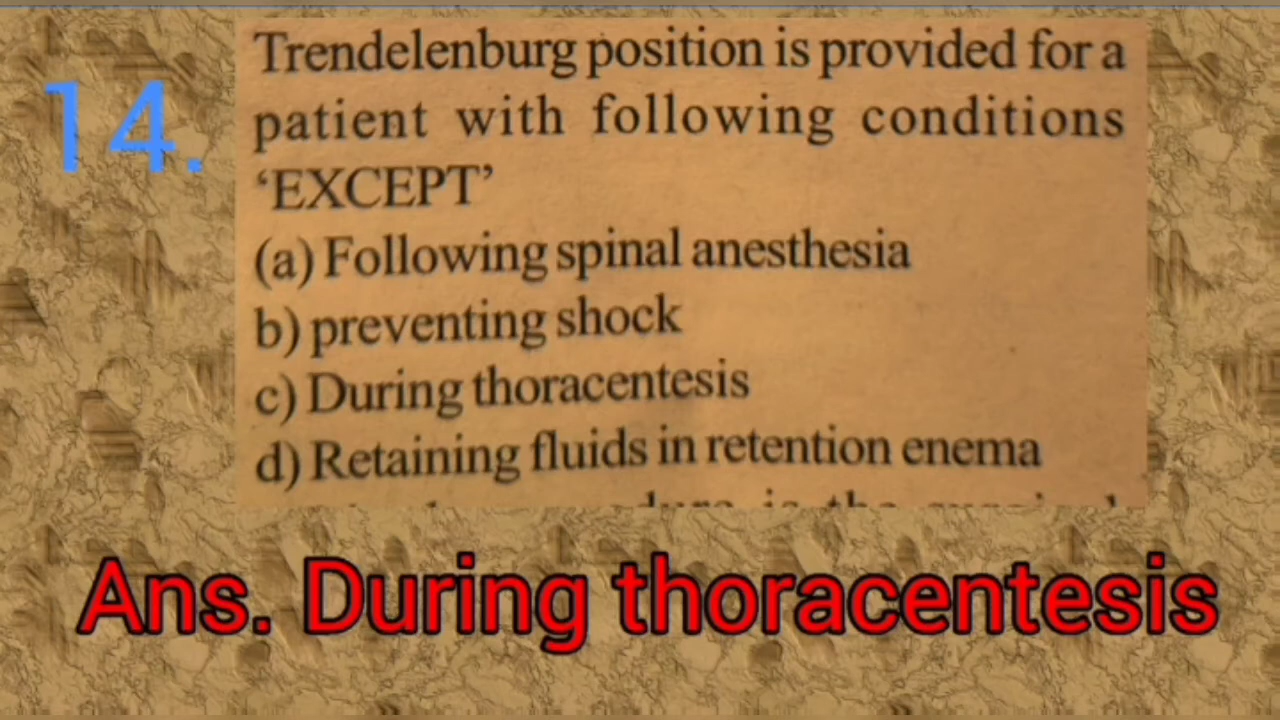 14.
Trendelenburg position is provided for a
patient with following conditions
‘EXCEPT’
(a) Following spinal anesthesia
b) preventing shock
c) During thoracentesis
d) Retaining fluids in retention enema
Ans. During thoracentesis